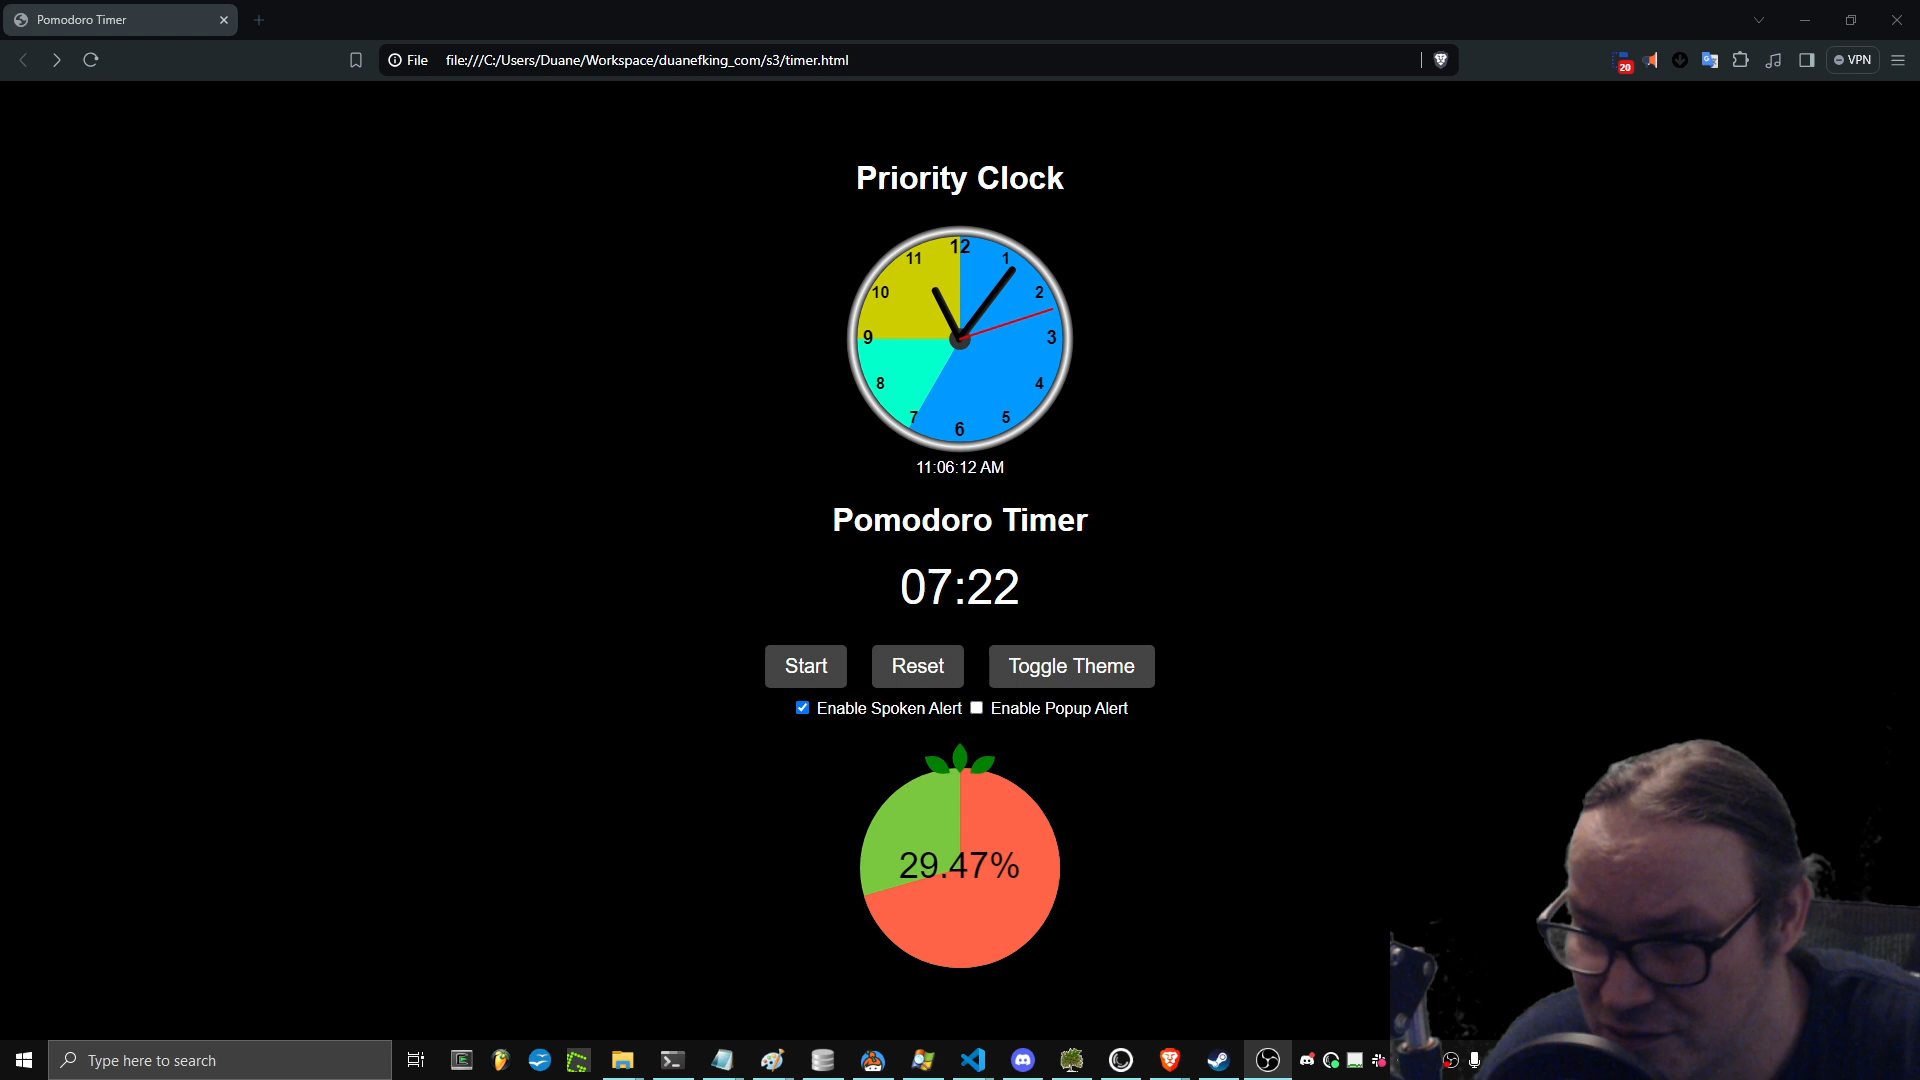 Pomodoro Timer
File file:///C:/Users/Duane/Workspace/duanefking_com/s3/timer.html
20
VPN
Priority Clock
12
11 1
10 2
9 3
8 4
7 5
6
11:06:12 AM
Pomodoro Timer
07:22
Start Reset Toggle Theme
Enable Spoken Alert Enable Popup Alert
29.47%
Type here to search